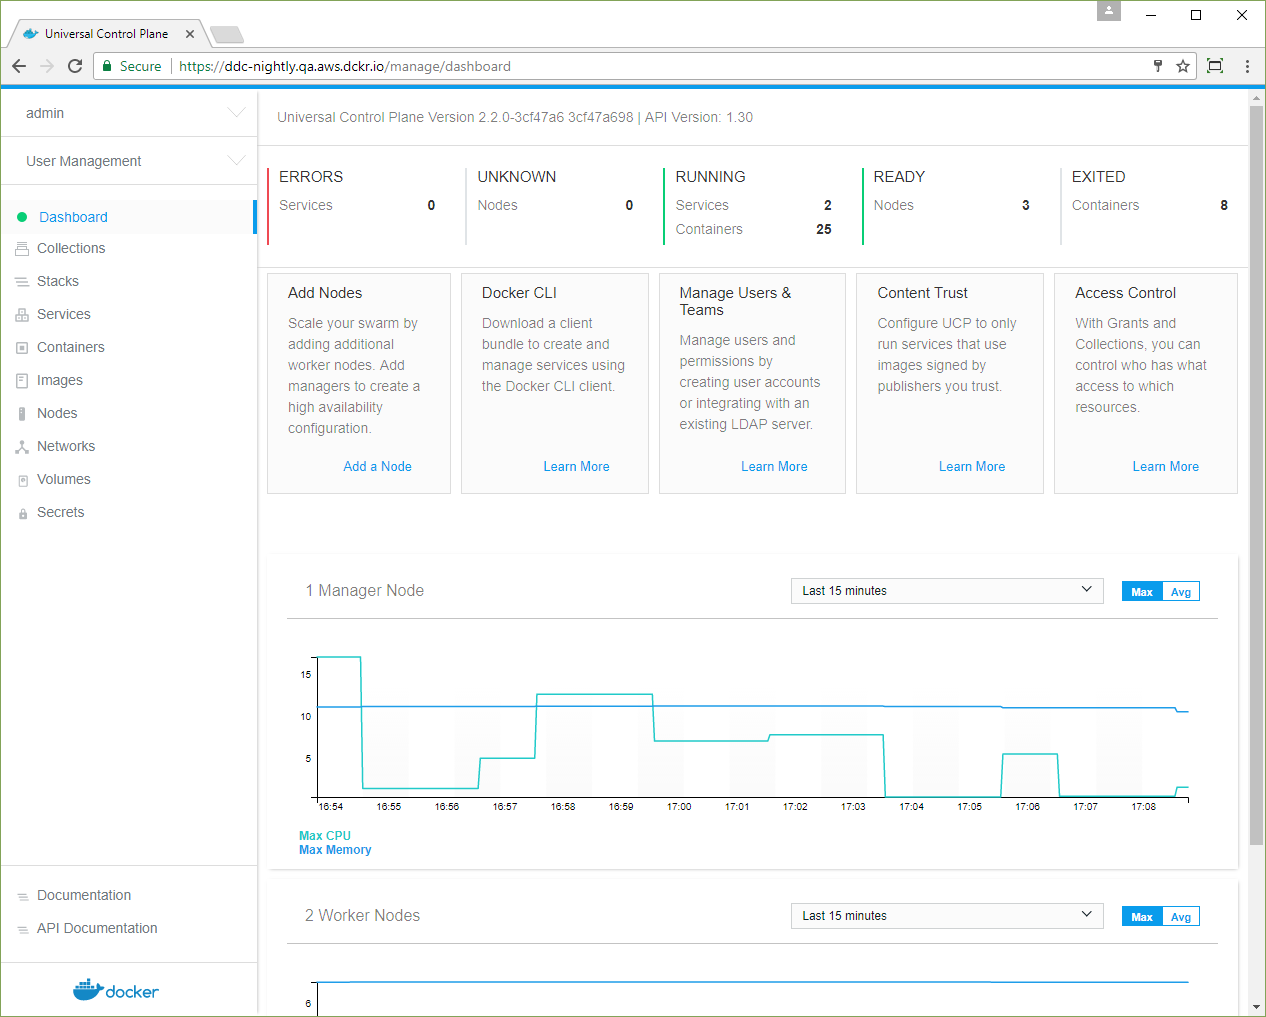 Universal Control Plane
Secure
https://ddc-nightly.qa.aws.dckr.io/manage/dashboard
admin
User Management
Dashboard
Collections
Stacks
Services
Containers
Images
Nodes
Networks
Volumes
Secrets
Documentation
API Documentation
docker
Universal Control Plane Version 2.2.0-3cf47a6 3cf47a698 | API Version: 1.30
ERRORS
Services 0
UNKNOWN
Nodes 0
RUNNING
Services 2
Containers 25
READY
Nodes 3
EXITED
Containers 8
Add Nodes
Scale your swarm by
adding additional
worker nodes. Add
managers to create a
high availability
configuration.
Add a Node
Docker CLI
Download a client
bundle to create and
manage services using
the Docker CLI client.
Learn More
Manage Users &
Teams
Manage users and
permissions by
creating user accounts
or integrating with an
existing LDAP server.
Learn More
Content Trust
Configure UCP to only
run services that use
images signed by
publishers you trust.
Learn More
Access Control
With Grants and
Collections, you can
control who has what
access to which
resources.
Learn More
1 Manager Node
Last 15 minutes
Max Avg
15
10
5
16:54 16:55 16:56 16:57 16:58 16:59 17:00 17:01 17:02 17:03 17:04 17:05 17:06 17:07 17:08
Max CPU
Max Memory
2 Worker Nodes
Last 15 minutes
Max Avg
6